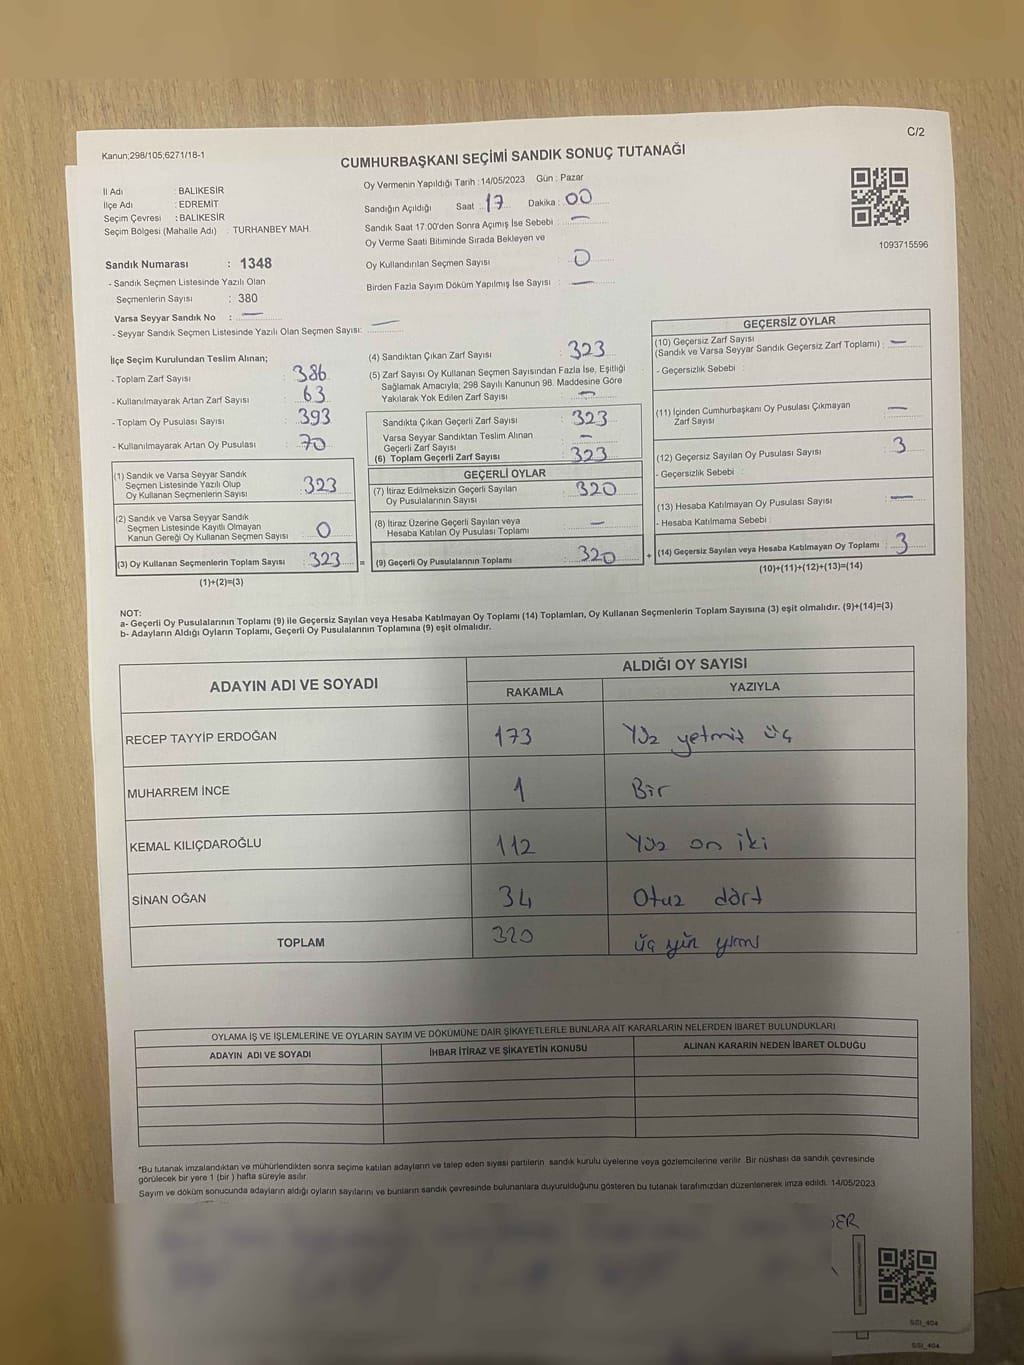 C/2
Kanun;298/105,6271/18-1
CUMHURBAŞKANI SEÇİMİ SANDIK SONUÇ TUTANAĞI
İl Adı : BALIKESİR
İlçe Adı : EDREMİT
Seçim Çevresi : BALIKESİR
Seçim Bölgesi (Mahalle Adı) : TURHANBEY MAH.
Oy Vermenin Yapıldığı Tarih : 14/05/2023 Gün : Pazar
Sandığın Açıldığı Saat : 17 Dakika : 00
Sandık Saat 17.00'den Sonra Açımış İse Sebebi : —
Oy Verme Saati Bitiminde Sırada Bekleyen ve
Oy Kullandırılan Seçmen Sayısı : 0
Birden Fazla Sayım Döküm Yapılmış İse Sayısı : —
1093715596
Sandık Numarası : 1348
- Sandık Seçmen Listesinde Yazılı Olan
Seçmenlerin Sayısı : 380
Varsa Seyyar Sandık No : —
- Seyyar Sandık Seçmen Listesinde Yazılı Olan Seçmen Sayısı: —
İlçe Seçim Kurulundan Teslim Alınan;
- Toplam Zarf Sayısı : 386
- Kullanılmayarak Artan Zarf Sayısı : 63
- Toplam Oy Pusulası Sayısı : 393
- Kullanılmayarak Artan Oy Pusulası : 70
(1) Sandık ve Varsa Seyyar Sandık
Seçmen Listesinde Yazılı Olup
Oy Kullanan Seçmenlerin Sayısı : 323
(2) Sandık ve Varsa Seyyar Sandık
Seçmen Listesinde Kayıtlı Olmayan
Kanun Gereği Oy Kullanan Seçmen Sayısı : 0
(3) Oy Kullanan Seçmenlerin Toplam Sayısı : 323 =
(1)+(2)=(3)
(4) Sandıktan Çıkan Zarf Sayısı : 323
(5) Zarf Sayısı Oy Kullanan Seçmen Sayısından Fazla İse, Eşitliği
Sağlamak Amacıyla; 298 Sayılı Kanunun 98. Maddesine Göre
Yakılarak Yok Edilen Zarf Sayısı : —
Sandıkta Çıkan Geçerli Zarf Sayısı : 323
Varsa Seyyar Sandıktan Teslim Alınan
Geçerli Zarf Sayısı : —
(6) Toplam Geçerli Zarf Sayısı : 323
GEÇERLİ OYLAR
(7) İtiraz Edilmeksizin Geçerli Sayılan
Oy Pusulalarının Sayısı : 320
(8) İtiraz Üzerine Geçerli Sayılan veya
Hesaba Katılan Oy Pusulası Toplamı : —
(9) Geçerli Oy Pusulalarının Toplamı : 320 +
GEÇERSİZ OYLAR
(10) Geçersiz Zarf Sayısı
(Sandık ve Varsa Seyyar Sandık Geçersiz Zarf Toplamı) : —
- Geçersizlik Sebebi :
(11) İçinden Cumhurbaşkanı Oy Pusulası Çıkmayan
Zarf Sayısı : —
(12) Geçersiz Sayılan Oy Pusulası Sayısı : 3
- Geçersizlik Sebebi :
(13) Hesaba Katılmayan Oy Pusulası Sayısı : —
- Hesaba Katılmama Sebebi :
(14) Geçersiz Sayılan veya Hesaba Katılmayan Oy Toplamı : 3
(10)+(11)+(12)+(13)=(14)
NOT:
a- Geçerli Oy Pusulalarının Toplamı (9) ile Geçersiz Sayılan veya Hesaba Katılmayan Oy Toplamı (14) Toplamları, Oy Kullanan Seçmenlerin Toplam Sayısına (3) eşit olmalıdır. (9)+(14)=(3)
b- Adayların Aldığı Oyların Toplamı, Geçerli Oy Pusulalarının Toplamına (9) eşit olmalıdır.
ADAYIN ADI VE SOYADI ALDIĞI OY SAYISI
RAKAMLA YAZIYLA
RECEP TAYYİP ERDOĞAN 173 Yüz yetmiş üç
MUHARREM İNCE 1 Bir
KEMAL KILIÇDAROĞLU 112 Yüz on iki
SİNAN OĞAN 34 Otuz dört
TOPLAM 320 üç yüz
OYLAMA İŞ VE İŞLEMLERİNE VE OYLARIN SAYIM VE DÖKÜMÜNE DAİR ŞİKAYETLERLE BUNLARA AİT KARARLARIN NELERDEN İBARET BULUNDUKLARI
ADAYIN ADI VE SOYADI İHBAR İTİRAZ VE ŞİKAYETİN KONUSU ALINAN KARARIN NEDEN İBARET OLDUĞU
*Bu tutanak imzalandıktan ve mühürlendikten sonra seçime katılan adayların ve talep eden siyasi partilerin sandık kurulu üyelerine veya gözlemcilerine verilir. Bir nüshası da sandık çevresinde
görülecek bir yere 1 (bir) hafta süreyle asılır.
Sayım ve döküm sonucunda adayların aldığı oyların sayılarını ve bunların sandık çevresinde bulunanlara duyurulduğunu gösteren bu tutanak tarafımızdan düzenlenerek imza edildi. 14/05/2023
SSI_404
SSI_404